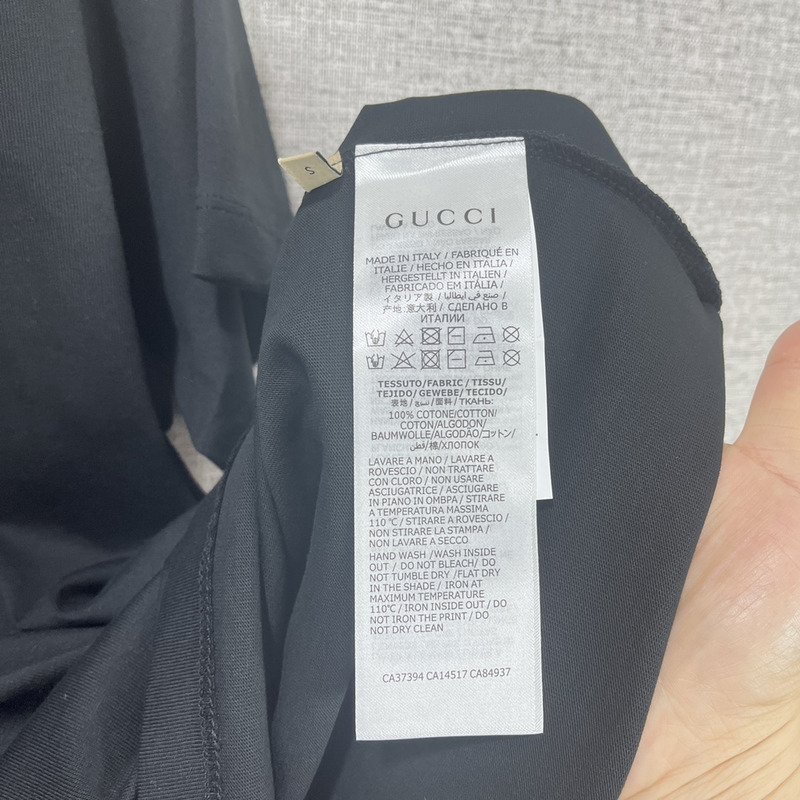 S
GUCCI
MADE IN ITALY / FABRIQUÉ EN
ITALIE / HECHO EN ITALIA /
HERGESTELLT IN ITALIEN /
FABRICADO EM ITÁLIA /
イタリア製 / صنع في ايطاليا /
产地:意大利 / СДЕЛАНО В
ИТАЛИИ
TESSUTO/FABRIC / TISSU/
TEJIDO/GEWEBE/ TECIDO/
表地/نسيج/面料/ТКАНЬ:
100% COTONE/COTTON/
COTON/ALGODON/
BAUMWOLLE/ALGODÃO/コットン/
قطن/棉/ХЛОПОК
LAVARE A MANO / LAVARE A
ROVESCIO / NON TRATTARE
CON CLORO / NON USARE
ASCIUGATRICE / ASCIUGARE
IN PIANO IN OMBRA / STIRARE
A TEMPERATURA MASSIMA
110 ℃ / STIRARE A ROVESCIO /
NON STIRARE LA STAMPA /
NON LAVARE A SECCO
HAND WASH /WASH INSIDE
OUT / DO NOT BLEACH/ DO
NOT TUMBLE DRY /FLAT DRY
IN THE SHADE / IRON AT
MAXIMUM TEMPERATURE
110℃ / IRON INSIDE OUT / DO
NOT IRON THE PRINT / DO
NOT DRY CLEAN
CA37394 CA14517 CA84937